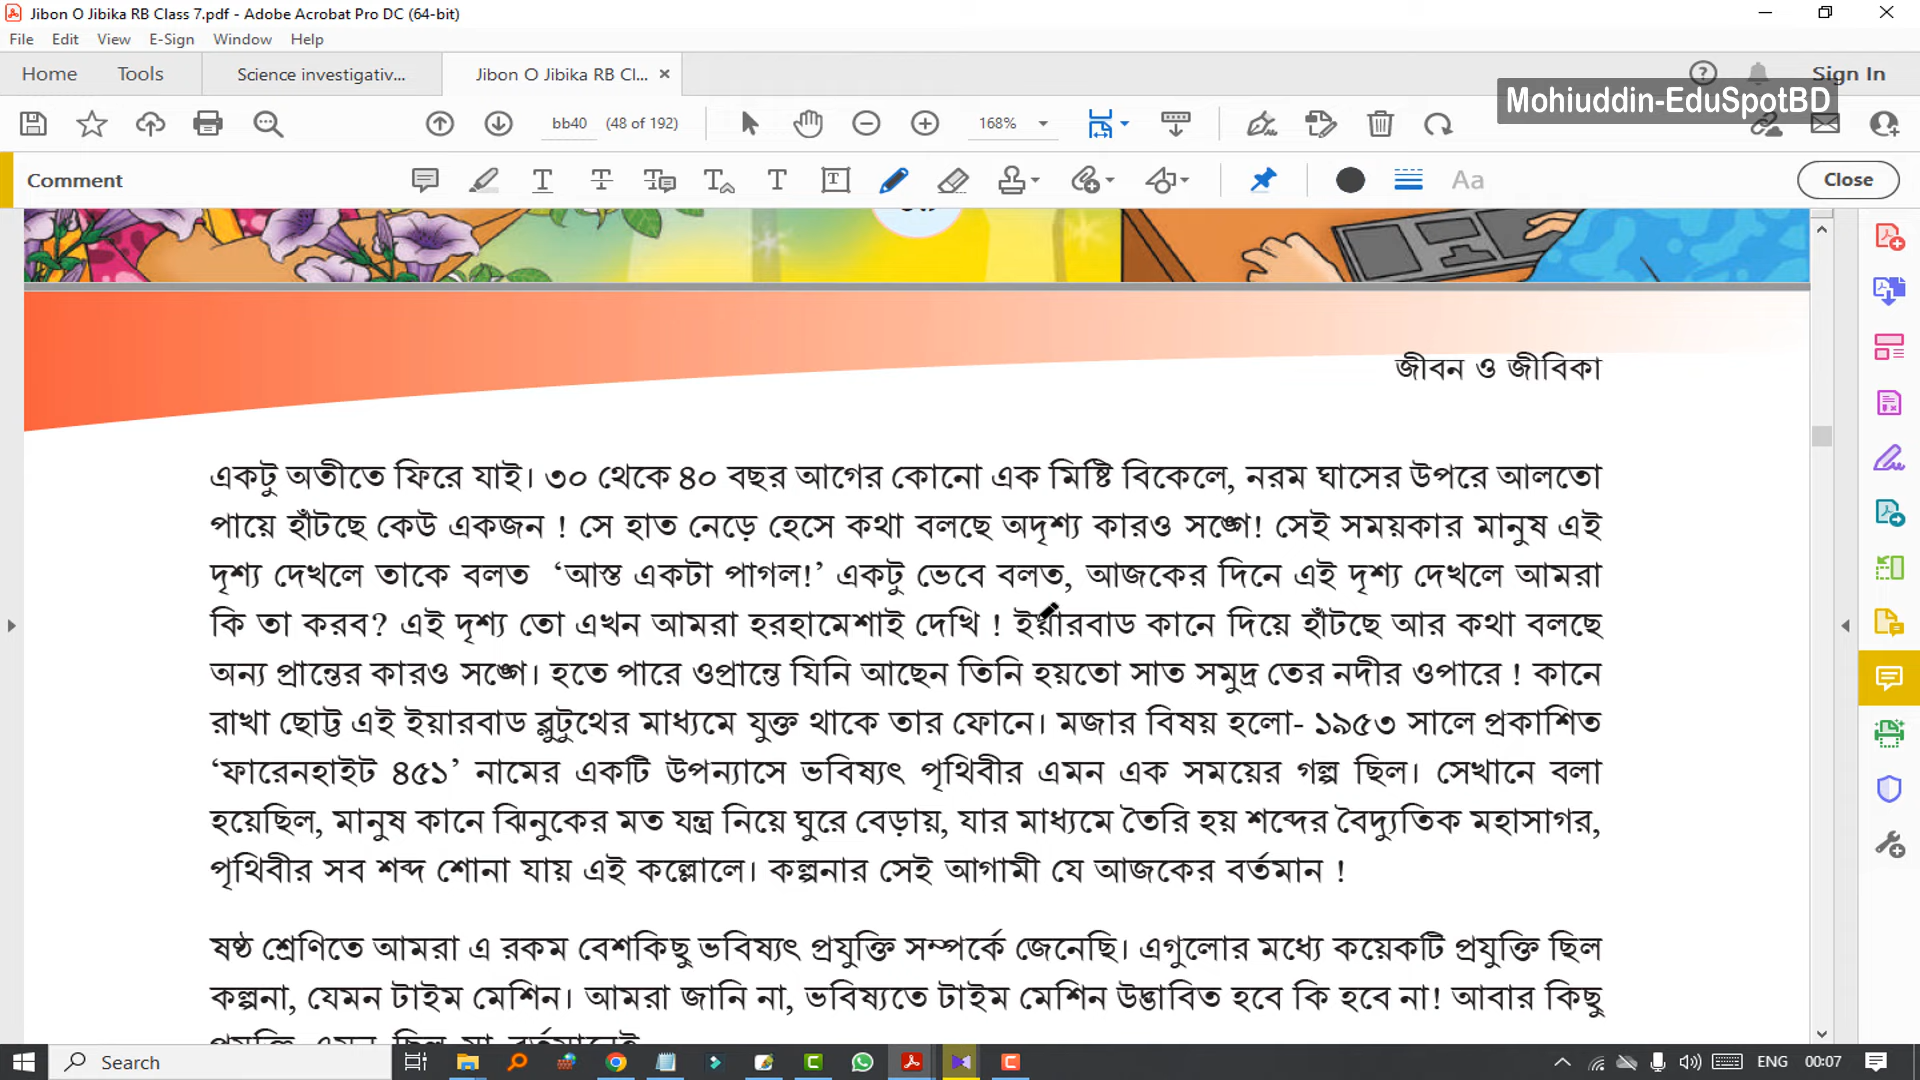 Jibon O Jibika RB Class 7.pdf - Adobe Acrobat Pro DC (64-bit)
File Edit View E-Sign Window Help
Home Tools Science investigativ... Jibon O Jibika RB Cl... Sign In
Mohiuddin-EduSpotBD
bb40 (48 of 192) 168%
Comment Aa Close
জীবন ও জীবিকা
একটু অতীতে ফিরে যাই। ৩০ থেকে ৪০ বছর আগের কোনো এক মিষ্টি বিকেলে, নরম ঘাসের উপরে আলতো
পায়ে হাঁটছে কেউ একজন ! সে হাত নেড়ে হেসে কথা বলছে অদৃশ্য কারও সঙ্গে! সেই সময়কার মানুষ এই
দৃশ্য দেখলে তাকে বলত ‘আস্ত একটা পাগল!’ একটু ভেবে বলত, আজকের দিনে এই দৃশ্য দেখলে আমরা
কি তা করব? এই দৃশ্য তো এখন আমরা হরহামেশাই দেখি ! ইয়ারবাড কানে দিয়ে হাঁটছে আর কথা বলছে
অন্য প্রান্তের কারও সঙ্গে। হতে পারে ওপ্রান্তে যিনি আছেন তিনি হয়তো সাত সমুদ্র তের নদীর ওপারে ! কানে
রাখা ছোট্ট এই ইয়ারবাড ব্লুটুথের মাধ্যমে যুক্ত থাকে তার ফোনে। মজার বিষয় হলো- ১৯৫৩ সালে প্রকাশিত
‘ফারেনহাইট ৪৫১’ নামের একটি উপন্যাসে ভবিষ্যৎ পৃথিবীর এমন এক সময়ের গল্প ছিল। সেখানে বলা
হয়েছিল, মানুষ কানে ঝিনুকের মত যন্ত্র নিয়ে ঘুরে বেড়ায়, যার মাধ্যমে তৈরি হয় শব্দের বৈদ্যুতিক মহাসাগর,
পৃথিবীর সব শব্দ শোনা যায় এই কল্লোলে। কল্পনার সেই আগামী যে আজকের বর্তমান !
ষষ্ঠ শ্রেণিতে আমরা এ রকম বেশকিছু ভবিষ্যৎ প্রযুক্তি সম্পর্কে জেনেছি। এগুলোর মধ্যে কয়েকটি প্রযুক্তি ছিল
কল্পনা, যেমন টাইম মেশিন। আমরা জানি না, ভবিষ্যতে টাইম মেশিন উদ্ভাবিত হবে কি হবে না! আবার কিছু
Search ENG 00:07